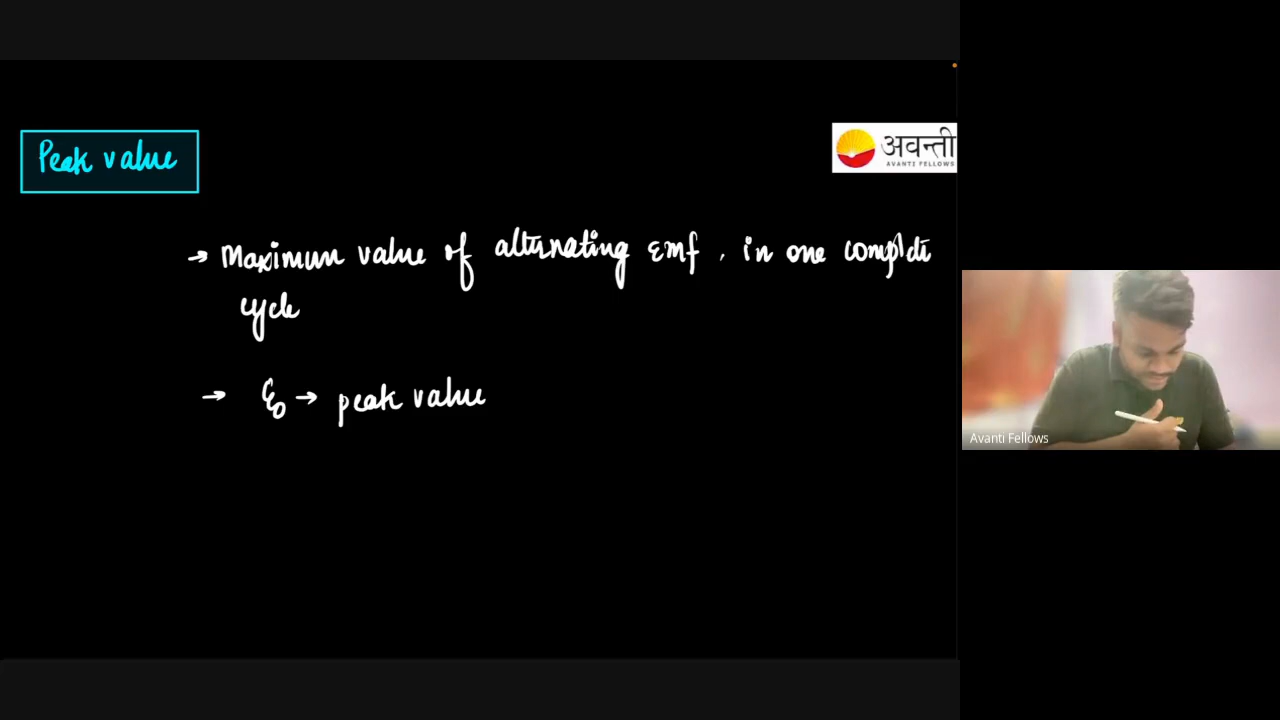 Peak value
अवन्ती
AVANTI FELLOWS
→ Maximum value of alternating emf, in one complete
cycle
→ ε₀ → peak value
Avanti Fellows